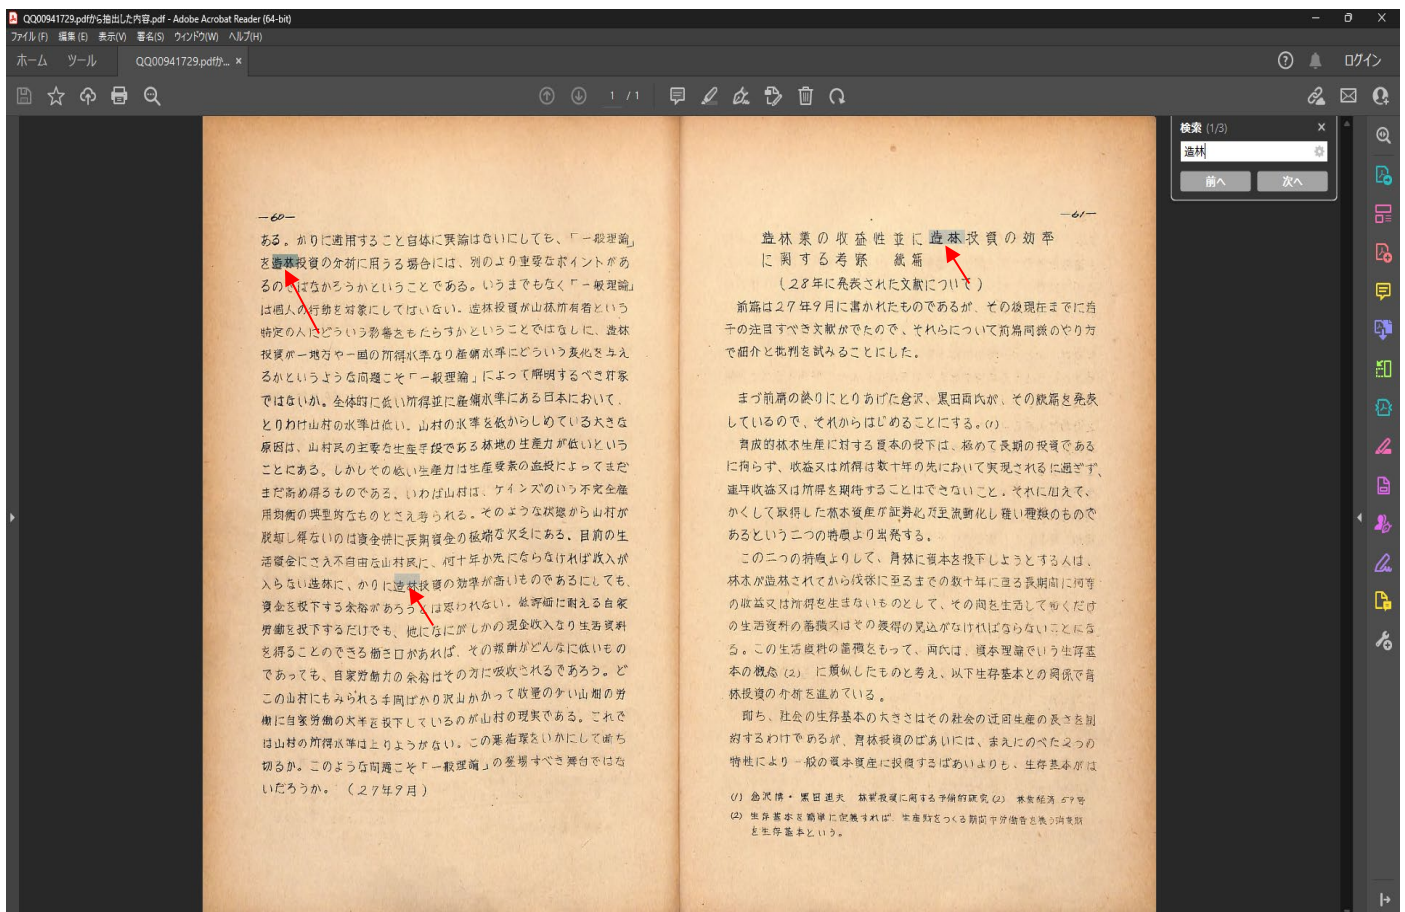 QQ00941729.pdfから抽出した内容.pdf - Adobe Acrobat Reader (64-bit)
ファイル(F) 編集(E) 表示(V) 署名(S) ウィンドウ(W) ヘルプ(H)
ホーム ツール QQ00941729.pdfか... × ログイン
1 / 1
検索 (1/3)
造林
前へ 次へ
—60—
ある。かりに適用すること自体に異論はないにしても、「一般理論」
を造林投資の分析に用うる場合には、別のより重要なポイントがあ
るのではなかろうかということである。いうまでもなく「一般理論」
は個人の行動を対象にしてはいない。造林投資が山林所有者という
特定の人にどういう影響をもたらすかということではなしに、造林
投資が一地方や一国の所得水準なり雇傭水準にどういう変化を与え
るかというような問題こそ「一般理論」によって解明するべき対象
ではないか。全体的に低い所得並に雇傭水準にある日本において、
とりわけ山村の水準は低い。山村の水準を低からしめている大きな
原因は、山村民の主要な生産手段である林地の生産力が低いという
ことにある。しかしその低い生産力は生産要素の造投によってまだ
まだ高め得るものである。いわば山村は、ケインズのいう不完全雇
用均衡の典型的なものとさえ考られる。そのような状態から山村が
脱却し得ないのは資金特に長期資金の極端な欠乏にある。目前の生
活資金にさえ不自由な山村民に、何十年か先にならなければ収入が
入らない造林に、かりに造林投資の効率が高いものであるにしても、
資金を投下する余裕があろうとは思われない。低評価に耐える自家
労働を投下するだけでも、他になにがしかの現金収入なり生活資料
を得ることのできる働き口があれば、その報酬がどんなに低いもの
であっても、自家労働力の余裕はその方に吸收されるであろう。ど
この山村にもみられる手間ばかり沢山かかって收量の少い山畑の労
働に自家労働の大半を投下しているのが山村の現実である。これで
は山村の所得水準は上りようがない。この悪循環をいかにして断ち
切るか。このような問題こそ「一般理論」の登場すべき舞台ではな
いだろうか。(27年9月)
—61—
造林業の収益性並に造林投資の効率
に関する考察 続篇
(28年に発表された文献について)
前篇は27年9月に書かれたものであるが、その後現在までに若
干の注目すべき文献がでたので、それらについて前篇同様のやり方
で紹介と批判を試みることにした。
まづ前篇の終りにとりあげた倉沢、黒田両氏が、その続篇を発表
しているので、それからはじめることにする。(1)
育成的林木生産に対する資本の投下は、極めて長期の投資である
に拘らず、收益又は所得は数十年の先において実現されるに過ぎず、
連年收益又は所得を期待することはできないこと。それに加えて、
かくして取得した林木資産が証券化乃至流動化し難い種類のもので
あるという二つの特質より出発する。
この二つの特質よりして、育林に資本を投下しようとする人は、
林木が造林されてから伐採に至るまでの数十年に亘る長期間に何等
の收益又は所得を生まないものとして、その間を生活して行くだけ
の生活資料の蓄積又はその獲得の見込がなければならないことにな
る。この生活資料の蓄積をもって、両氏は、資本理論でいう生存基
本の概念(2) に類似したものと考え、以下生存基本との関係で育
林投資の分析を進めている。
即ち、社会の生存基本の大きさはその社会の迂回生産の長さを制
約するわけであるが、育林投資のばあいには、まえにのべた2つの
特性により一般の資本資産に投資するばあいよりも、生存基本がは
(1) 倉沢博・黒田迪夫 林業投資に関する予備的研究(2) 林業経済 59号
(2) 生存基本を簡単に定義すれば、生産財をつくる期間中労働者を養う消費財
を生存基本という。